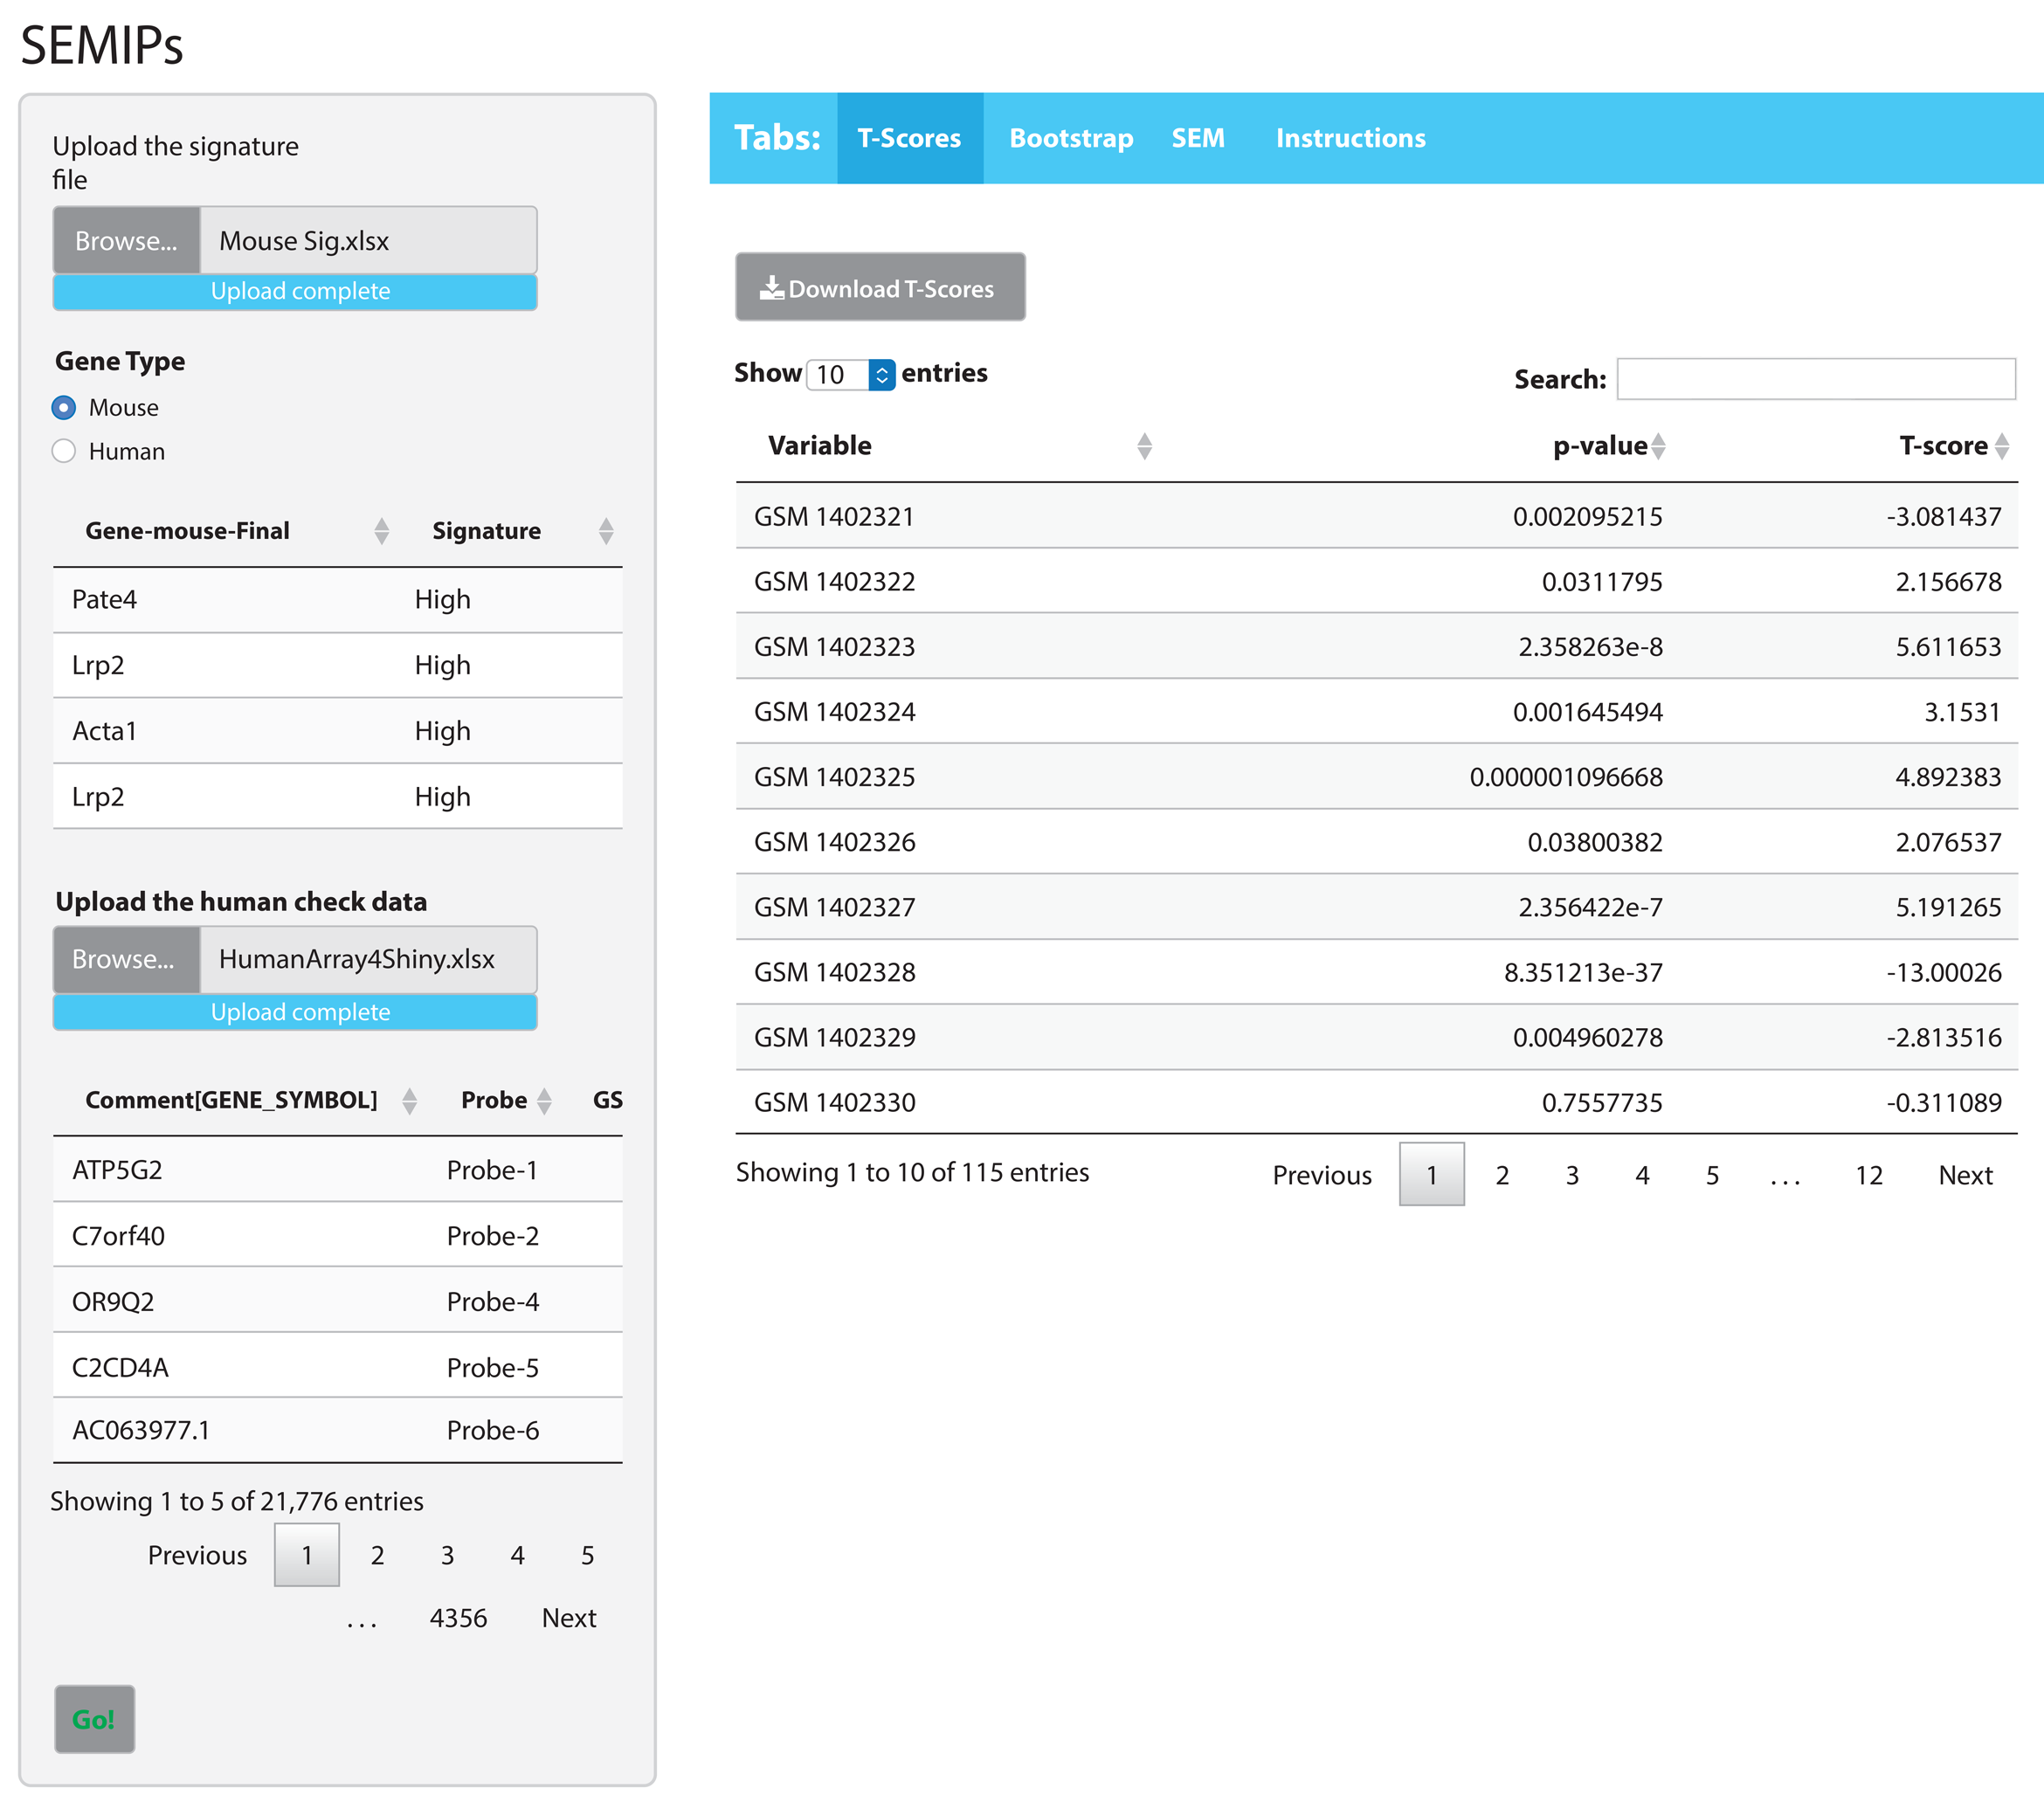 SEMIPs
Upload the signature
file
Browse... Mouse Sig.xlsx
Upload complete
Gene Type
Mouse
Human
Gene-mouse-Final Signature
Pate4 High
Lrp2 High
Acta1 High
Lrp2 High
Upload the human check data
Browse... HumanArray4Shiny.xlsx
Upload complete
Comment[GENE_SYMBOL] Probe GS
ATP5G2 Probe-1
C7orf40 Probe-2
OR9Q2 Probe-4
C2CD4A Probe-5
AC063977.1 Probe-6
Showing 1 to 5 of 21,776 entries
Previous 1 2 3 4 5
... 4356 Next
Go!
Tabs: T-Scores Bootstrap SEM Instructions
Download T-Scores
Show 10 entries Search:
Variable p-value T-score
GSM 1402321 0.002095215 -3.081437
GSM 1402322 0.0311795 2.156678
GSM 1402323 2.358263e-8 5.611653
GSM 1402324 0.001645494 3.1531
GSM 1402325 0.000001096668 4.892383
GSM 1402326 0.03800382 2.076537
GSM 1402327 2.356422e-7 5.191265
GSM 1402328 8.351213e-37 -13.00026
GSM 1402329 0.004960278 -2.813516
GSM 1402330 0.7557735 -0.311089
Showing 1 to 10 of 115 entries Previous 1 2 3 4 5 ... 12 Next